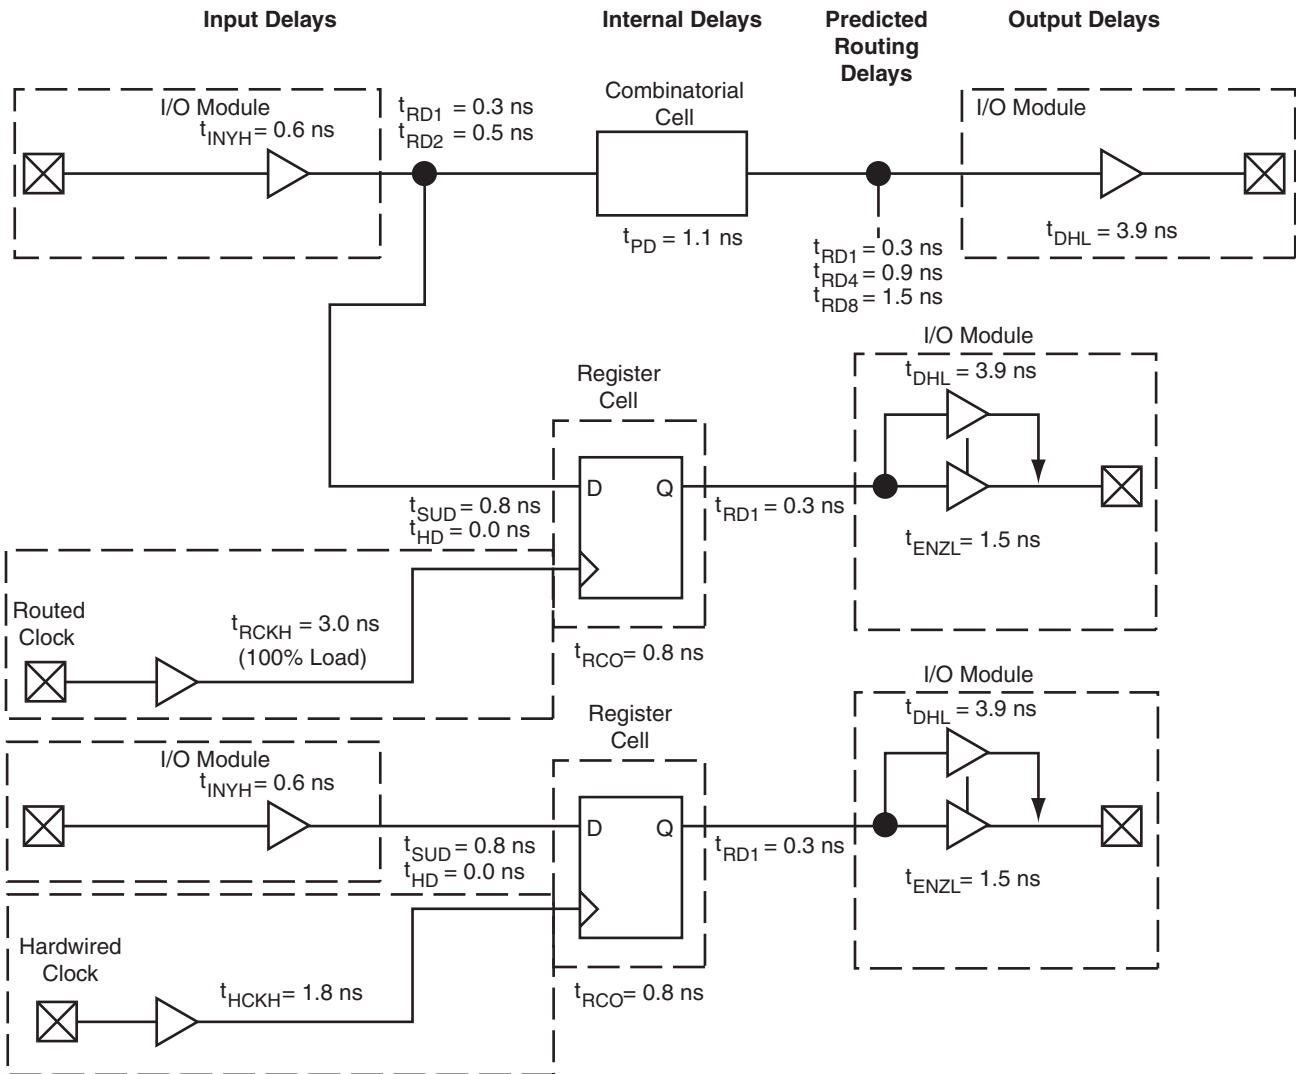 Input Delays
Internal Delays
Predicted
Routing
Delays
Output Delays
I/O Module
tINYH = 0.6 ns
tRD1 = 0.3 ns
tRD2 = 0.5 ns
Combinatorial
Cell
tPD = 1.1 ns
I/O Module
tDHL = 3.9 ns
tRD1 = 0.3 ns
tRD4 = 0.9 ns
tRD8 = 1.5 ns
I/O Module
tDHL = 3.9 ns
Register
Cell
D
Q
tSUD = 0.8 ns
tHD = 0.0 ns
tRD1 = 0.3 ns
tENZL = 1.5 ns
Routed
Clock
tRCKH = 3.0 ns
(100% Load)
tRCO = 0.8 ns
I/O Module
tDHL = 3.9 ns
Register
Cell
I/O Module
tINYH = 0.6 ns
D
Q
tSUD = 0.8 ns
tHD = 0.0 ns
tRD1 = 0.3 ns
tENZL = 1.5 ns
Hardwired
Clock
tHCKH = 1.8 ns
tRCO = 0.8 ns